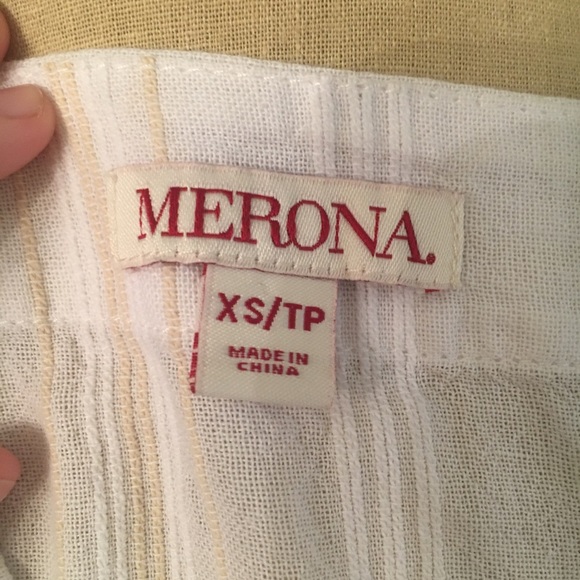 MERONA.
XS/TP
MADE IN
CHINA